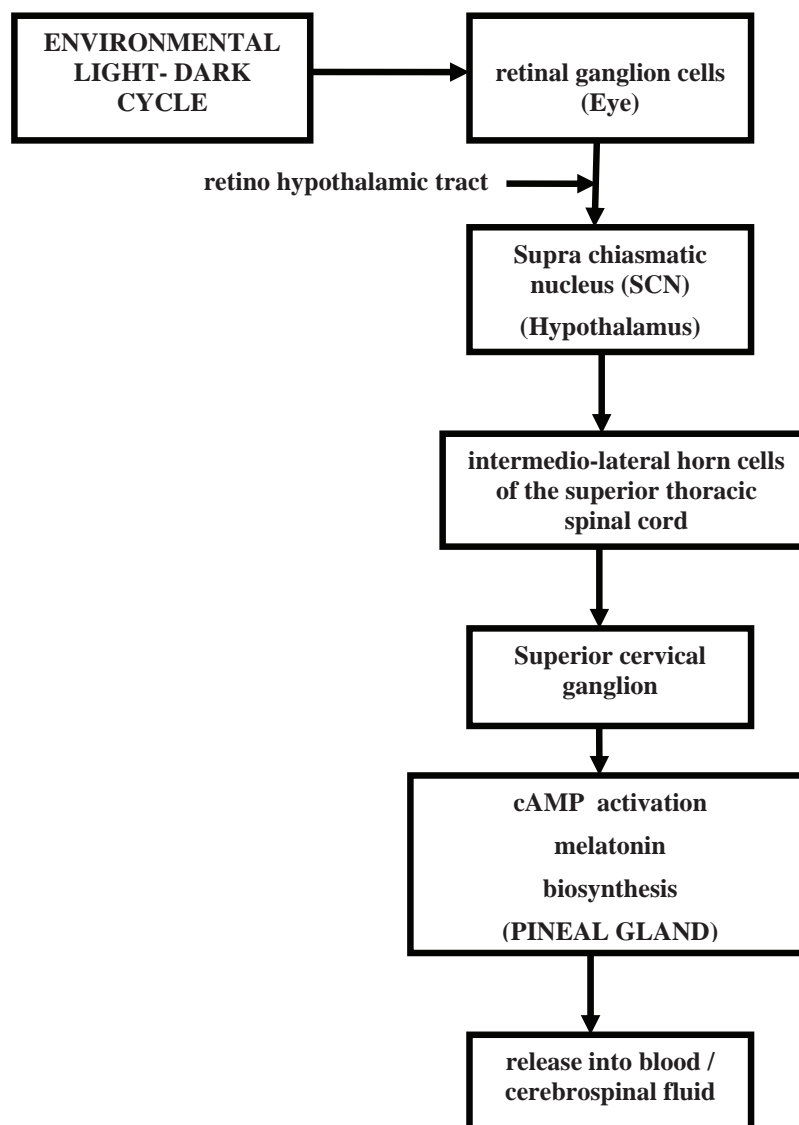 ENVIRONMENTAL
LIGHT- DARK
CYCLE
retinal ganglion cells
(Eye)
retino hypothalamic tract
Supra chiasmatic
nucleus (SCN)
(Hypothalamus)
intermedio-lateral horn cells
of the superior thoracic
spinal cord
Superior cervical
ganglion
cAMP activation
melatonin
biosynthesis
(PINEAL GLAND)
release into blood /
cerebrospinal fluid